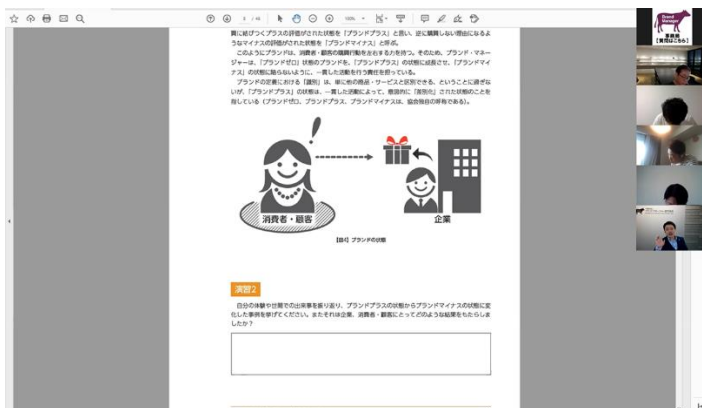 3 / 46
100%
Brand
Manager
事務局
【質問はこちら】
買に結びつくプラスの評価がされた状態を「ブランドプラス」と言い、逆に購買しない理由になるよ
うなマイナスの評価がされた状態を「ブランドマイナス」と呼ぶ。
このようにブランドは、消費者・顧客の購買行動を左右する力を持つ。そのため、ブランド・マネー
ジャーは、「ブランドゼロ」状態のブランドを、「ブランドプラス」の状態に成長させ、「ブランドマイ
ナス」の状態に陥らないように、一貫した活動を行う責任を担っている。
ブランドの定義における「識別」は、単に他の商品・サービスと区別できる、ということに過ぎな
いが、「ブランドプラス」の状態は、一貫した活動によって、意図的に「差別化」された状態のことを
指している（ブランドゼロ、ブランドプラス、ブランドマイナスは、協会独自の呼称である）。
消費者・顧客
企業
【図4】ブランドの状態
演習2
自分の体験や世間での出来事を振り返り、ブランドプラスの状態からブランドマイナスの状態に変
化した事例を挙げてください。またそれは企業、消費者・顧客にとってどのような結果をもたらしま
したか？